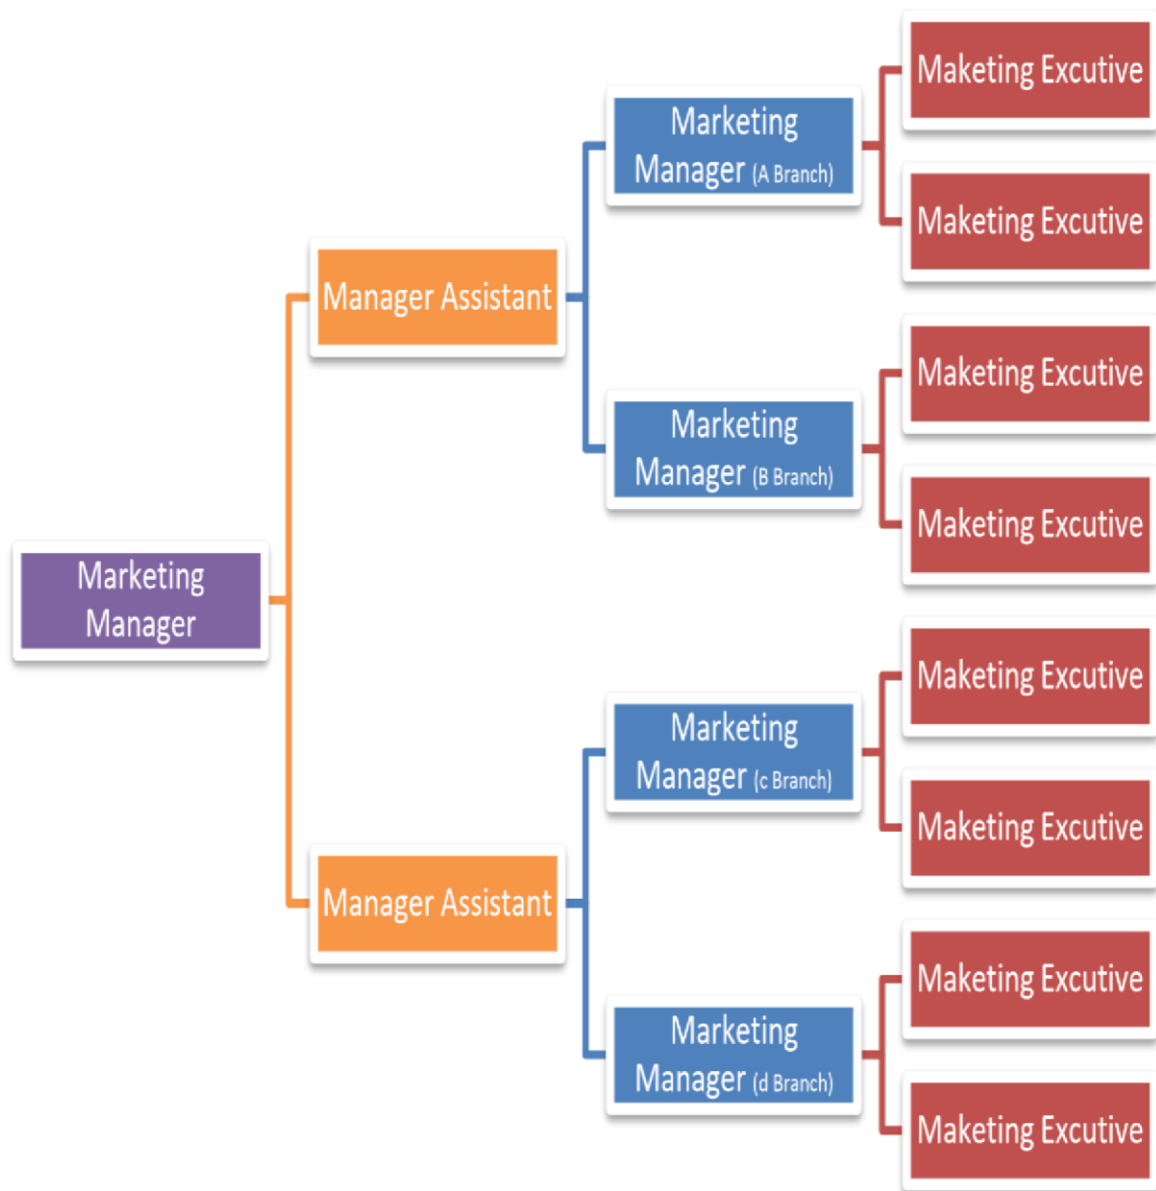 Marketing
Manager
Manager Assistant
Marketing
Manager (A Branch)
Maketing Excutive
Maketing Excutive
Marketing
Manager (B Branch)
Maketing Excutive
Maketing Excutive
Manager Assistant
Marketing
Manager (c Branch)
Maketing Excutive
Maketing Excutive
Marketing
Manager (d Branch)
Maketing Excutive
Maketing Excutive